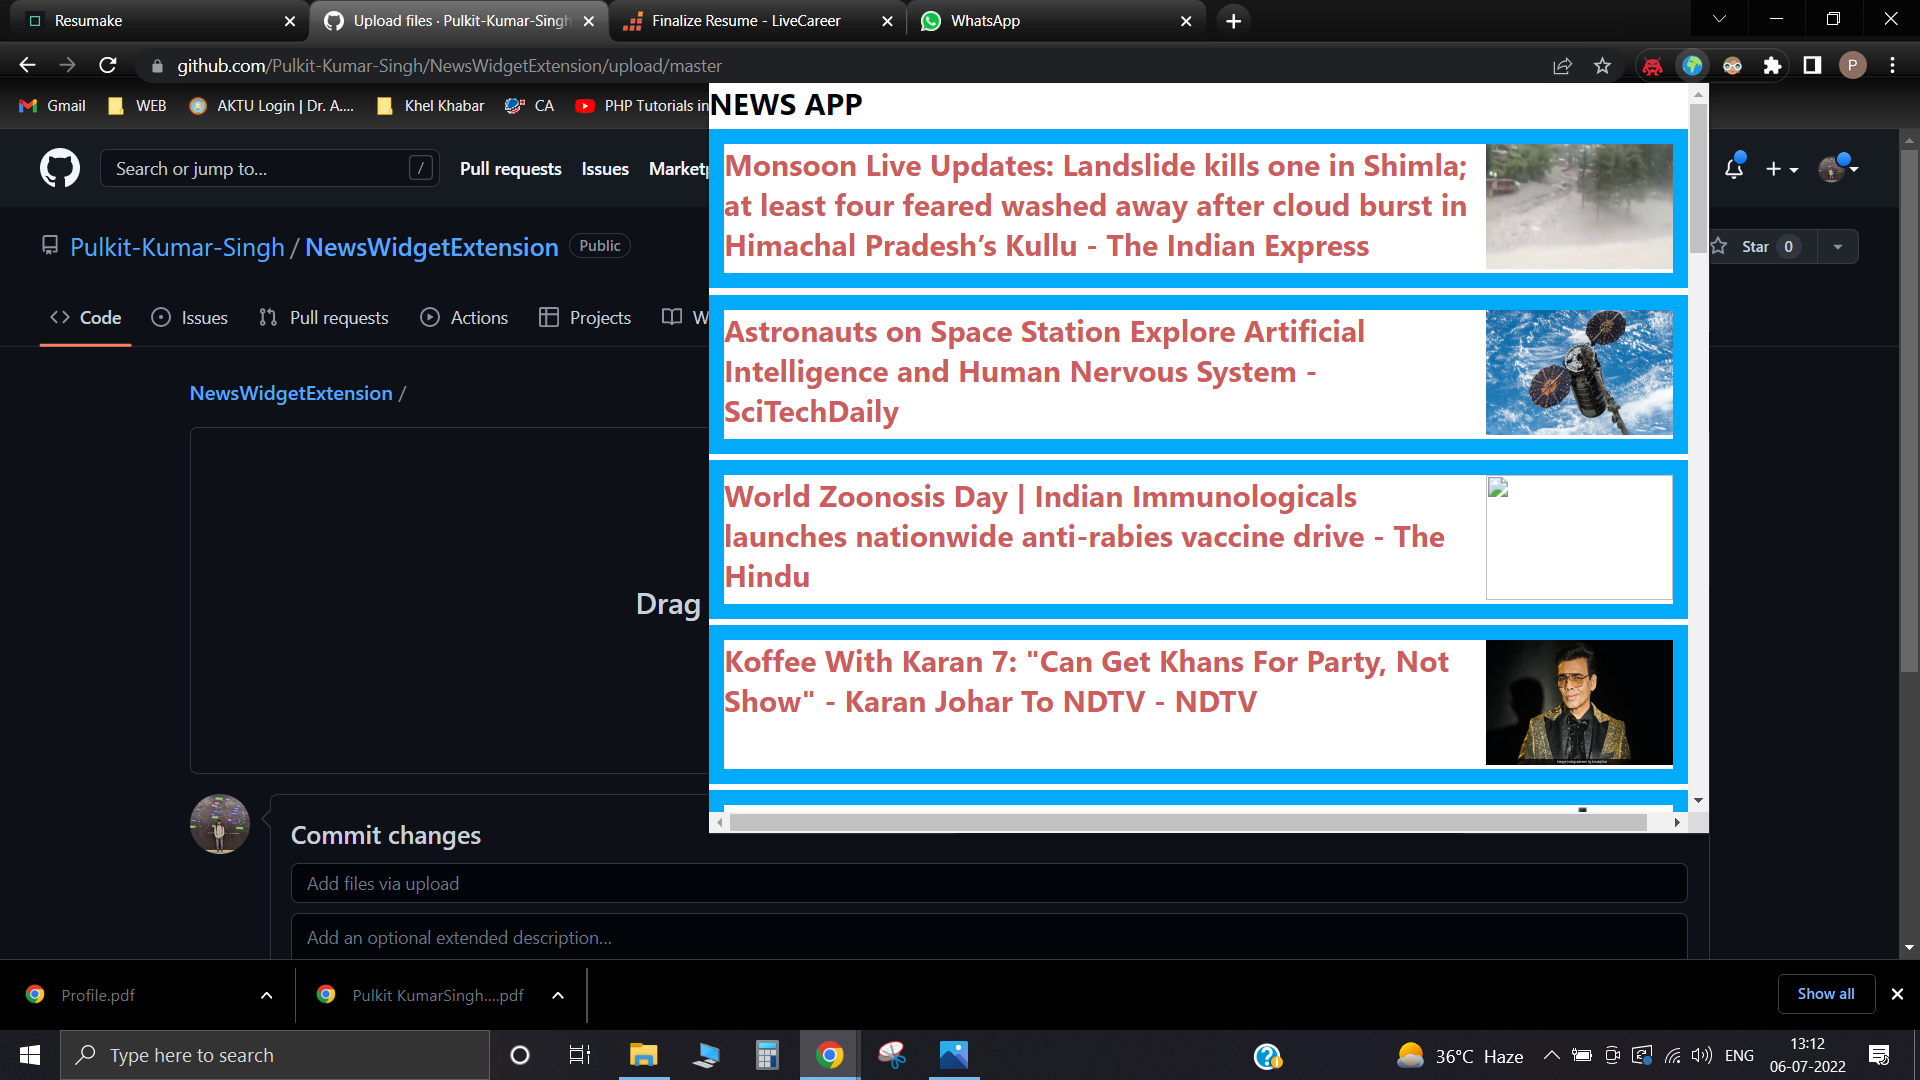 Resumake
Upload files · Pulkit-Kumar-Singh
Finalize Resume - LiveCareer
WhatsApp
github.com/Pulkit-Kumar-Singh/NewsWidgetExtension/upload/master
P
Gmail
WEB
AKTU Login | Dr. A....
Khel Khabar
CA
PHP Tutorials in
Search or jump to...
/
Pull requests
Issues
Marketp
Pulkit-Kumar-Singh / NewsWidgetExtension
Public
Star 0
Code
Issues
Pull requests
Actions
Projects
W
NewsWidgetExtension /
Drag
NEWS APP
Monsoon Live Updates: Landslide kills one in Shimla;
at least four feared washed away after cloud burst in
Himachal Pradesh’s Kullu - The Indian Express
Astronauts on Space Station Explore Artificial
Intelligence and Human Nervous System -
SciTechDaily
World Zoonosis Day | Indian Immunologicals
launches nationwide anti-rabies vaccine drive - The
Hindu
Koffee With Karan 7: "Can Get Khans For Party, Not
Show" - Karan Johar To NDTV - NDTV
Commit changes
Add files via upload
Add an optional extended description...
Profile.pdf
Pulkit KumarSingh....pdf
Show all
Type here to search
36°C Haze
ENG
13:12
06-07-2022